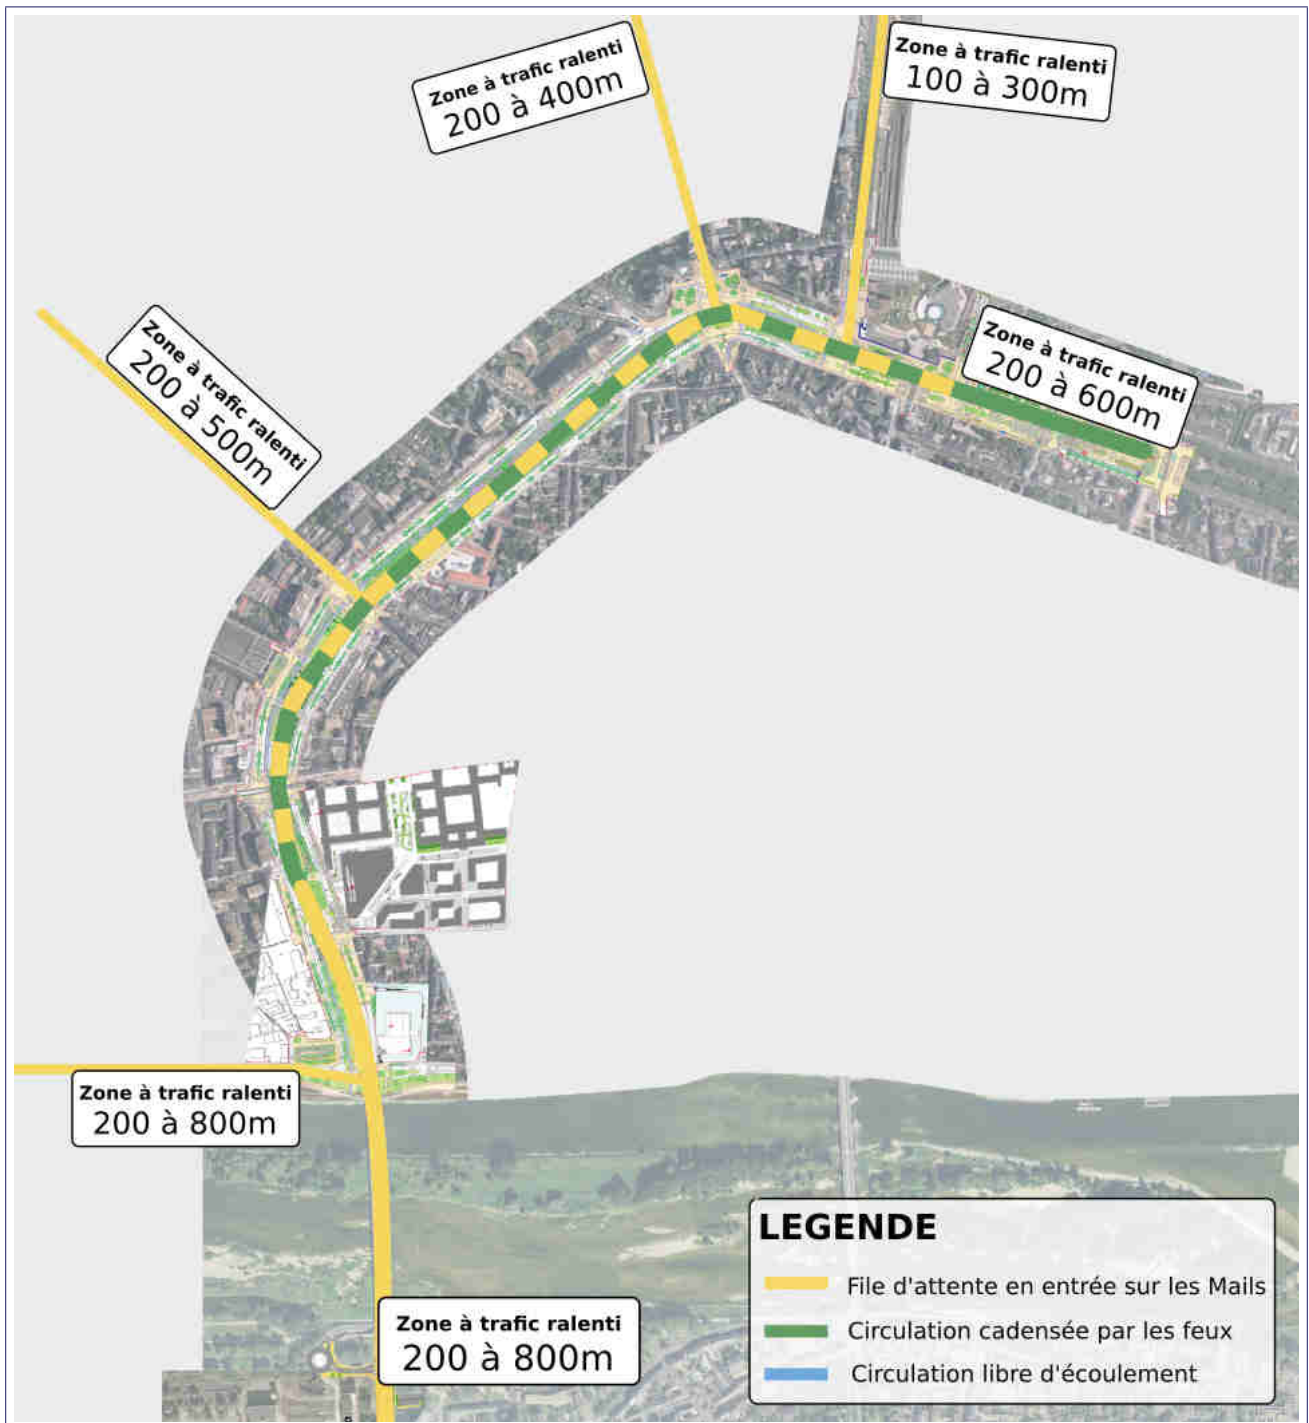 Zone à trafic ralenti
200 à 400m
Zone à trafic ralenti
100 à 300m
Zone à trafic ralenti
200 à 500m
Zone à trafic ralenti
200 à 600m
Zone à trafic ralenti
200 à 800m
Zone à trafic ralenti
200 à 800m
LEGENDE
File d'attente en entrée sur les Mails
Circulation cadensée par les feux
Circulation libre d'écoulement